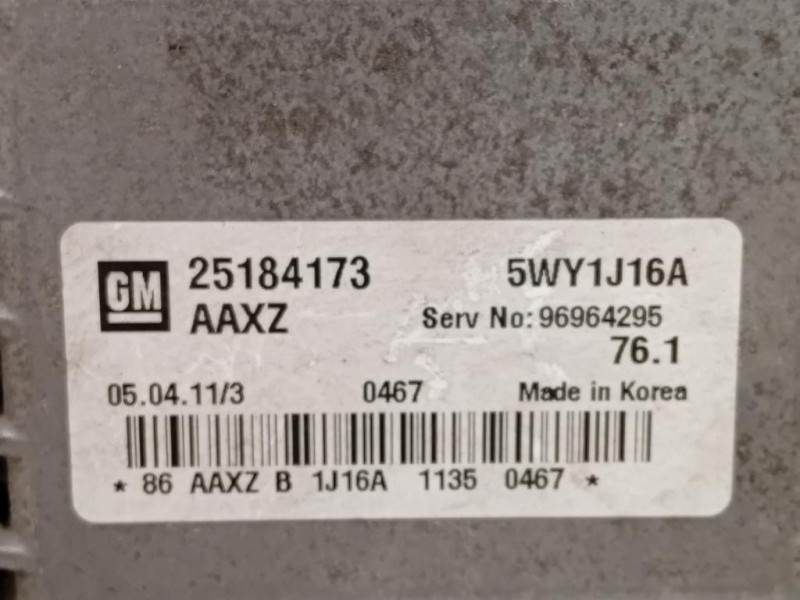 GM 25184173 5WY1J16A
AAXZ Serv No: 96964295
76.1
05.04.11/3 0467 Made in Korea
* 86 AAXZ B 1J16A 1135 0467 *